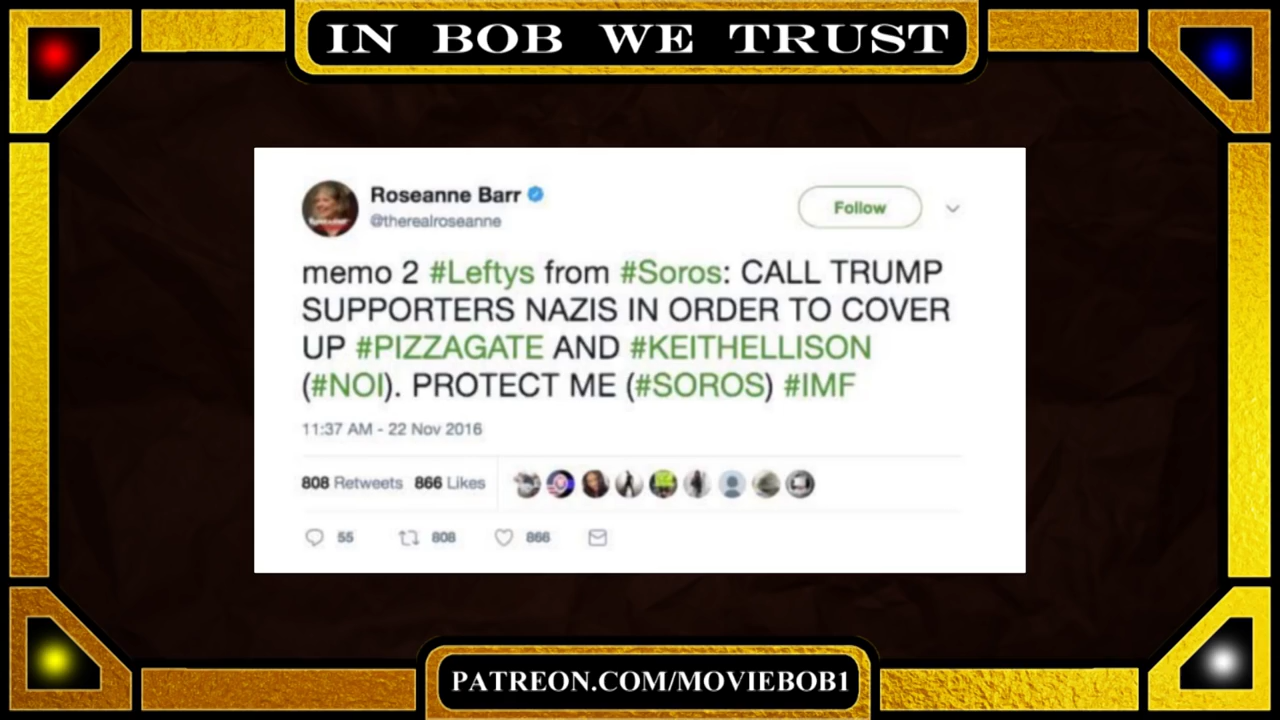 IN BOB WE TRUST
Roseanne Barr
@therealroseanne
Follow
memo 2 #Leftys from #Soros: CALL TRUMP
SUPPORTERS NAZIS IN ORDER TO COVER
UP #PIZZAGATE AND #KEITHELLISON
(#NOI). PROTECT ME (#SOROS) #IMF
11:37 AM - 22 Nov 2016
808 Retweets 866 Likes
55 808 866
PATREON.COM/MOVIEBOB1